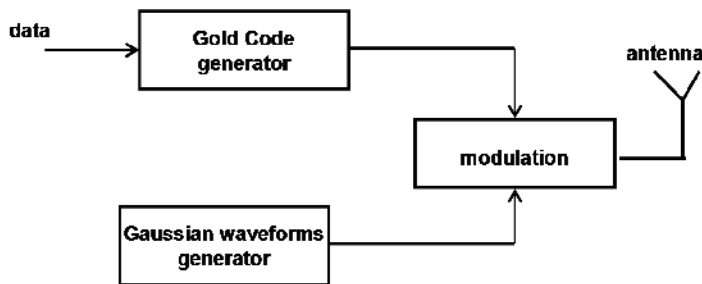 data
Gold Code
generator
antenna
modulation
Gaussian waveforms
generator